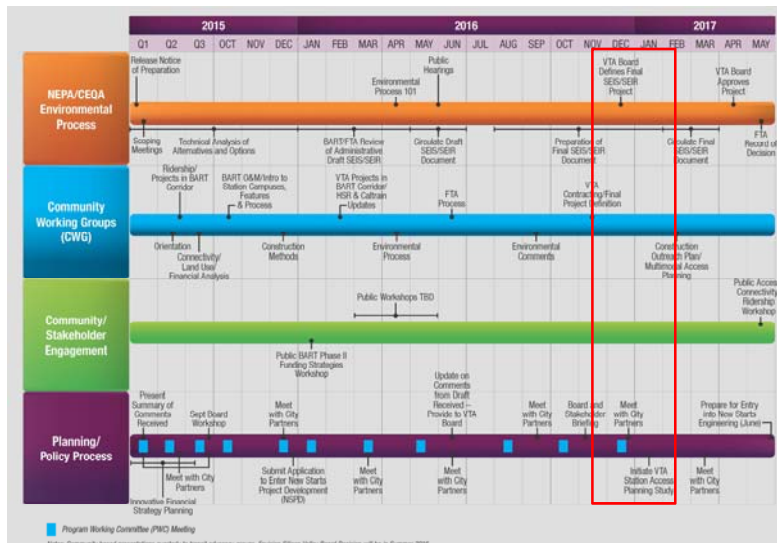 2015
2016
2017
Q1 Q2 Q3 OCT NOV DEC JAN FEB MAR APR MAY JUN JUL AUG SEP OCT NOV DEC JAN FEB MAR APR MAY
NEPA/CEQA
Environmental
Process
Release Notice
of Preparation
Environmental
Process 101
Public
Hearings
VTA Board
Defines Final
SEIS/SEIR
Project
VTA Board
Approves
Project
Scoping
Meetings
Technical Analysis of
Alternatives and Options
BART/FTA Review
of Administrative
Draft SEIS/SEIR
Circulate Draft
SEIS/SEIR
Document
Preparation of
Final SEIS/SEIR
Document
Circulate Final
SEIS/SEIR
Document
FTA
Record of
Decision
Community
Working Groups
(CWG)
Ridership/
Projects in BART
Corridor
BART O&M/Intro to
Station Campuses,
Features
& Process
VTA Projects in
BART Corridor/
HSR & Caltrain
Updates
FTA
Process
VTA
Contracting/Final
Project Definition
Orientation
Connectivity/
Land Use/
Financial Analysis
Construction
Methods
Environmental
Process
Environmental
Comments
Construction
Outreach Plan/
Multimodal Access
Planning
Community/
Stakeholder
Engagement
Public Workshops TBD
Public Access
Connectivity
Ridership
Workshop
Public BART Phase II
Funding Strategies
Workshop
Planning/
Policy Process
Present
Summary of
Comments
Received
Sept Board
Workshop
Meet
with City
Partners
Update on
Comments
from Draft
Received –
Provide to VTA
Board
Meet
with City
Partners
Board and
Stakeholder
Briefing
Meet
with City
Partners
Prepare for Entry
into New Starts
Engineering (June)
Meet with City
Partners
Innovative Financial
Strategy Planning
Submit Application
to Enter New Starts
Project Development
(NSPD)
Meet
with City
Partners
Meet
with City
Partners
Initiate VTA
Station Access
Planning Study
Meet
with City
Partners
Program Working Committee (PWC) Meeting